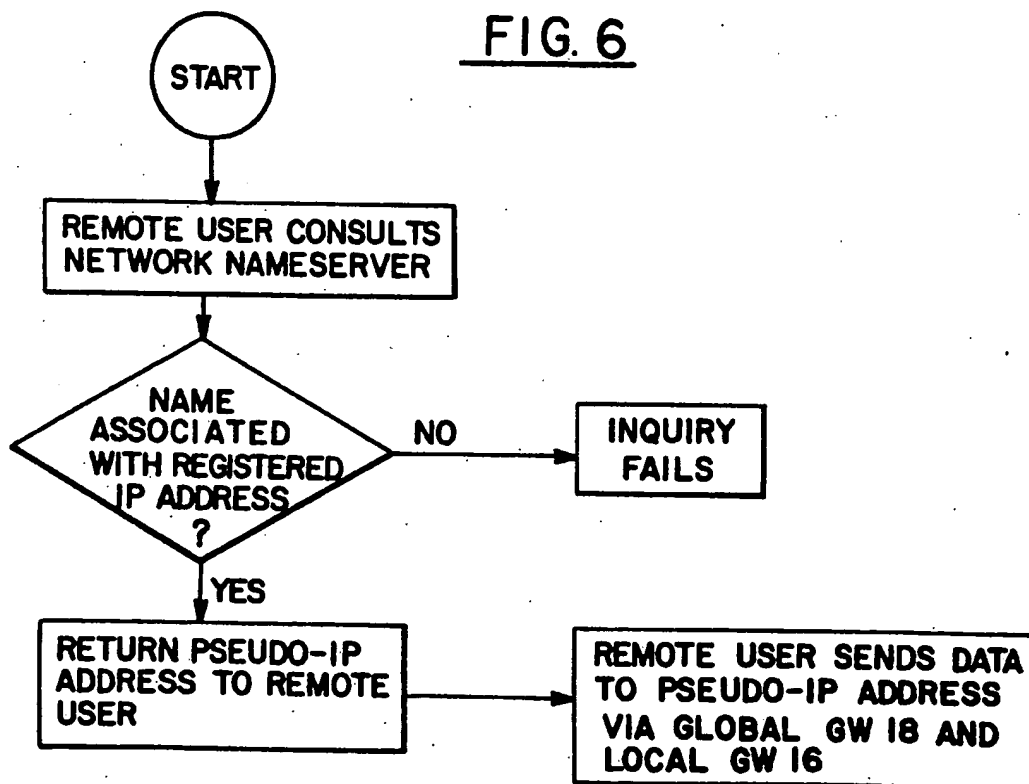 FIG. 6
START
REMOTE USER CONSULTS
NETWORK NAMESERVER
NAME
ASSOCIATED
WITH REGISTERED
IP ADDRESS
?
NO
INQUIRY
FAILS
YES
RETURN PSEUDO-IP
ADDRESS TO REMOTE
USER
REMOTE USER SENDS DATA
TO PSEUDO-IP ADDRESS
VIA GLOBAL GW 18 AND
LOCAL GW 16